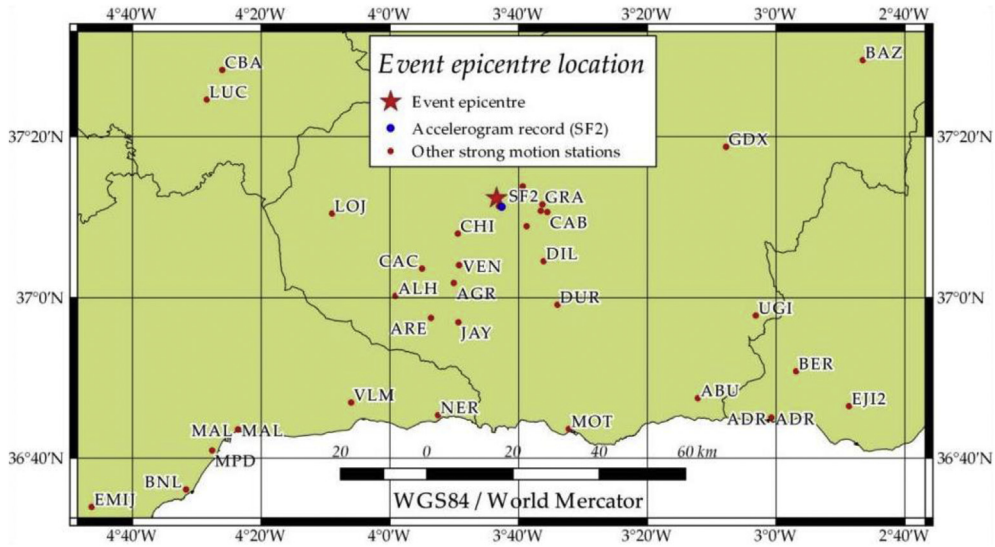 4°40'W 4°20'W 4°0'W 3°40'W 3°20'W 3°0'W 2°40'W
Event epicentre location
Event epicentre
Accelerogram record (SF2)
Other strong motion stations
CBA
BAZ
LUC
37°20'N
37°20'N
GDX
SF2
GRA
LOJ
CAB
CHI
DIL
CAC
VEN
ALH
AGR
37°0'N
DUR
37°0'N
UGI
ARE
JAY
BER
VLM
ABU
EJI2
NER
MOT
ADR
ADR
MAL
MAL
36°40'N
MPD
20 0 20 40 60 km
36°40'N
BNL
WGS84 / World Mercator
EMIJ
4°40'W 4°20'W 4°0'W 3°40'W 3°20'W 3°0'W 2°40'W